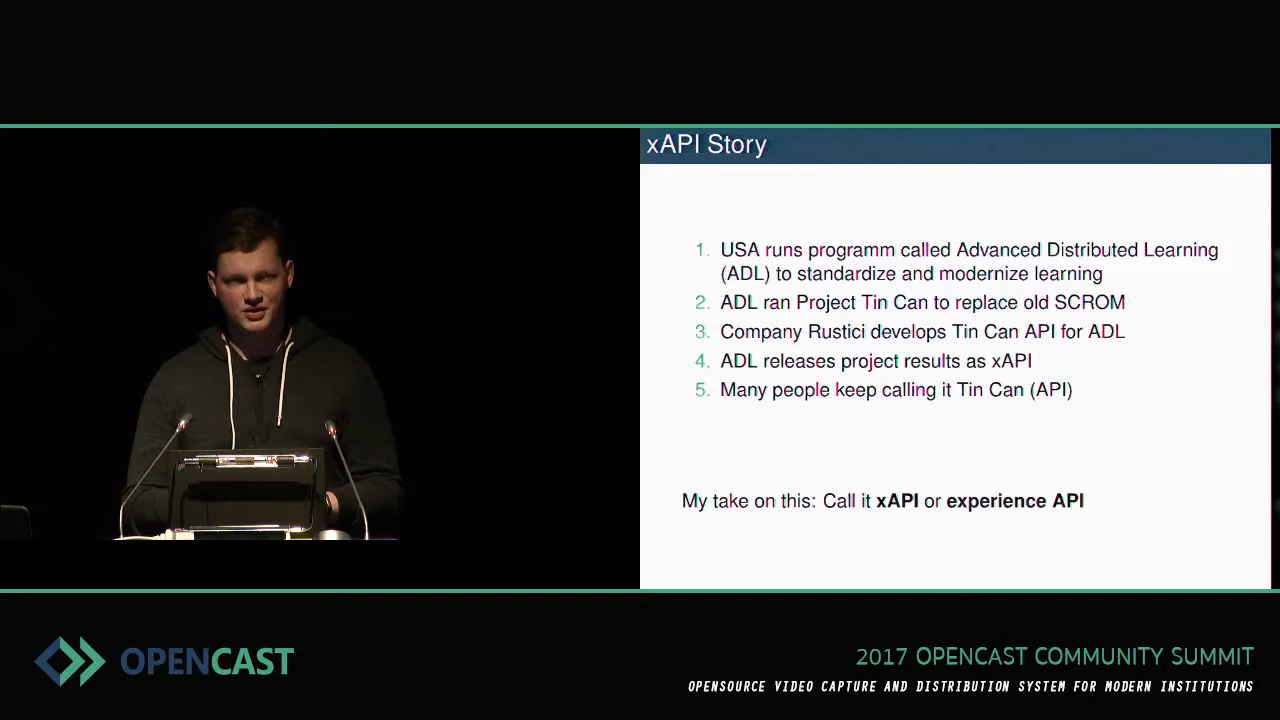 xAPI Story
1. USA runs programm called Advanced Distributed Learning
(ADL) to standardize and modernize learning
2. ADL ran Project Tin Can to replace old SCROM
3. Company Rustici develops Tin Can API for ADL
4. ADL releases project results as xAPI
5. Many people keep calling it Tin Can (API)
My take on this: Call it xAPI or experience API
OPENCAST
2017 OPENCAST COMMUNITY SUMMIT
OPENSOURCE VIDEO CAPTURE AND DISTRIBUTION SYSTEM FOR MODERN INSTITUTIONS